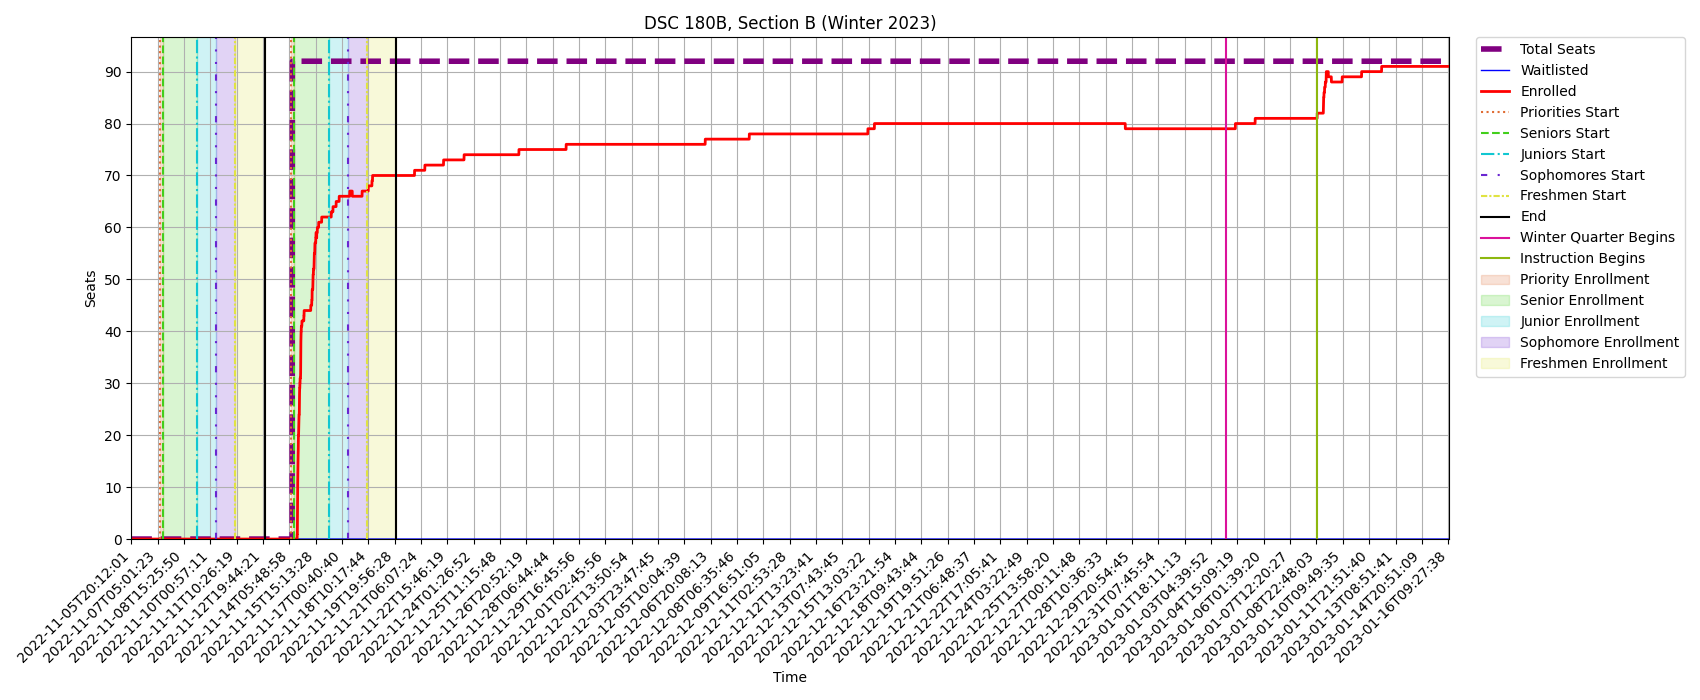 DSC 180B, Section B (Winter 2023)
Seats
90
80
70
60
50
40
30
20
10
0
2022-11-05T20:12:01
2022-11-07T05:01:23
2022-11-08T15:25:50
2022-11-10T00:57:11
2022-11-11T10:26:19
2022-11-12T19:44:21
2022-11-14T05:48:58
2022-11-15T15:13:28
2022-11-17T00:40:40
2022-11-18T10:17:44
2022-11-19T19:56:28
2022-11-21T06:07:24
2022-11-22T15:46:19
2022-11-24T01:26:52
2022-11-25T11:15:48
2022-11-26T20:52:19
2022-11-28T06:44:44
2022-11-29T16:45:56
2022-12-01T02:45:56
2022-12-02T13:50:54
2022-12-03T23:47:45
2022-12-05T10:04:39
2022-12-06T20:08:13
2022-12-08T06:35:46
2022-12-09T16:51:05
2022-12-11T02:53:28
2022-12-12T13:23:41
2022-12-13T07:43:45
2022-12-15T13:03:22
2022-12-16T23:21:54
2022-12-18T09:43:44
2022-12-19T19:51:26
2022-12-21T06:48:37
2022-12-22T17:05:41
2022-12-24T03:22:49
2022-12-25T13:58:20
2022-12-27T00:11:48
2022-12-28T10:36:33
2022-12-29T20:54:45
2022-12-31T07:45:54
2023-01-01T18:11:13
2023-01-03T04:39:52
2023-01-04T15:09:19
2023-01-06T01:39:20
2023-01-07T12:20:27
2023-01-08T22:48:03
2023-01-10T09:49:35
2023-01-11T21:51:40
2023-01-13T08:51:41
2023-01-14T20:51:09
2023-01-16T09:27:38
Time
Total Seats
Waitlisted
Enrolled
Priorities Start
Seniors Start
Juniors Start
Sophomores Start
Freshmen Start
End
Winter Quarter Begins
Instruction Begins
Priority Enrollment
Senior Enrollment
Junior Enrollment
Sophomore Enrollment
Freshmen Enrollment